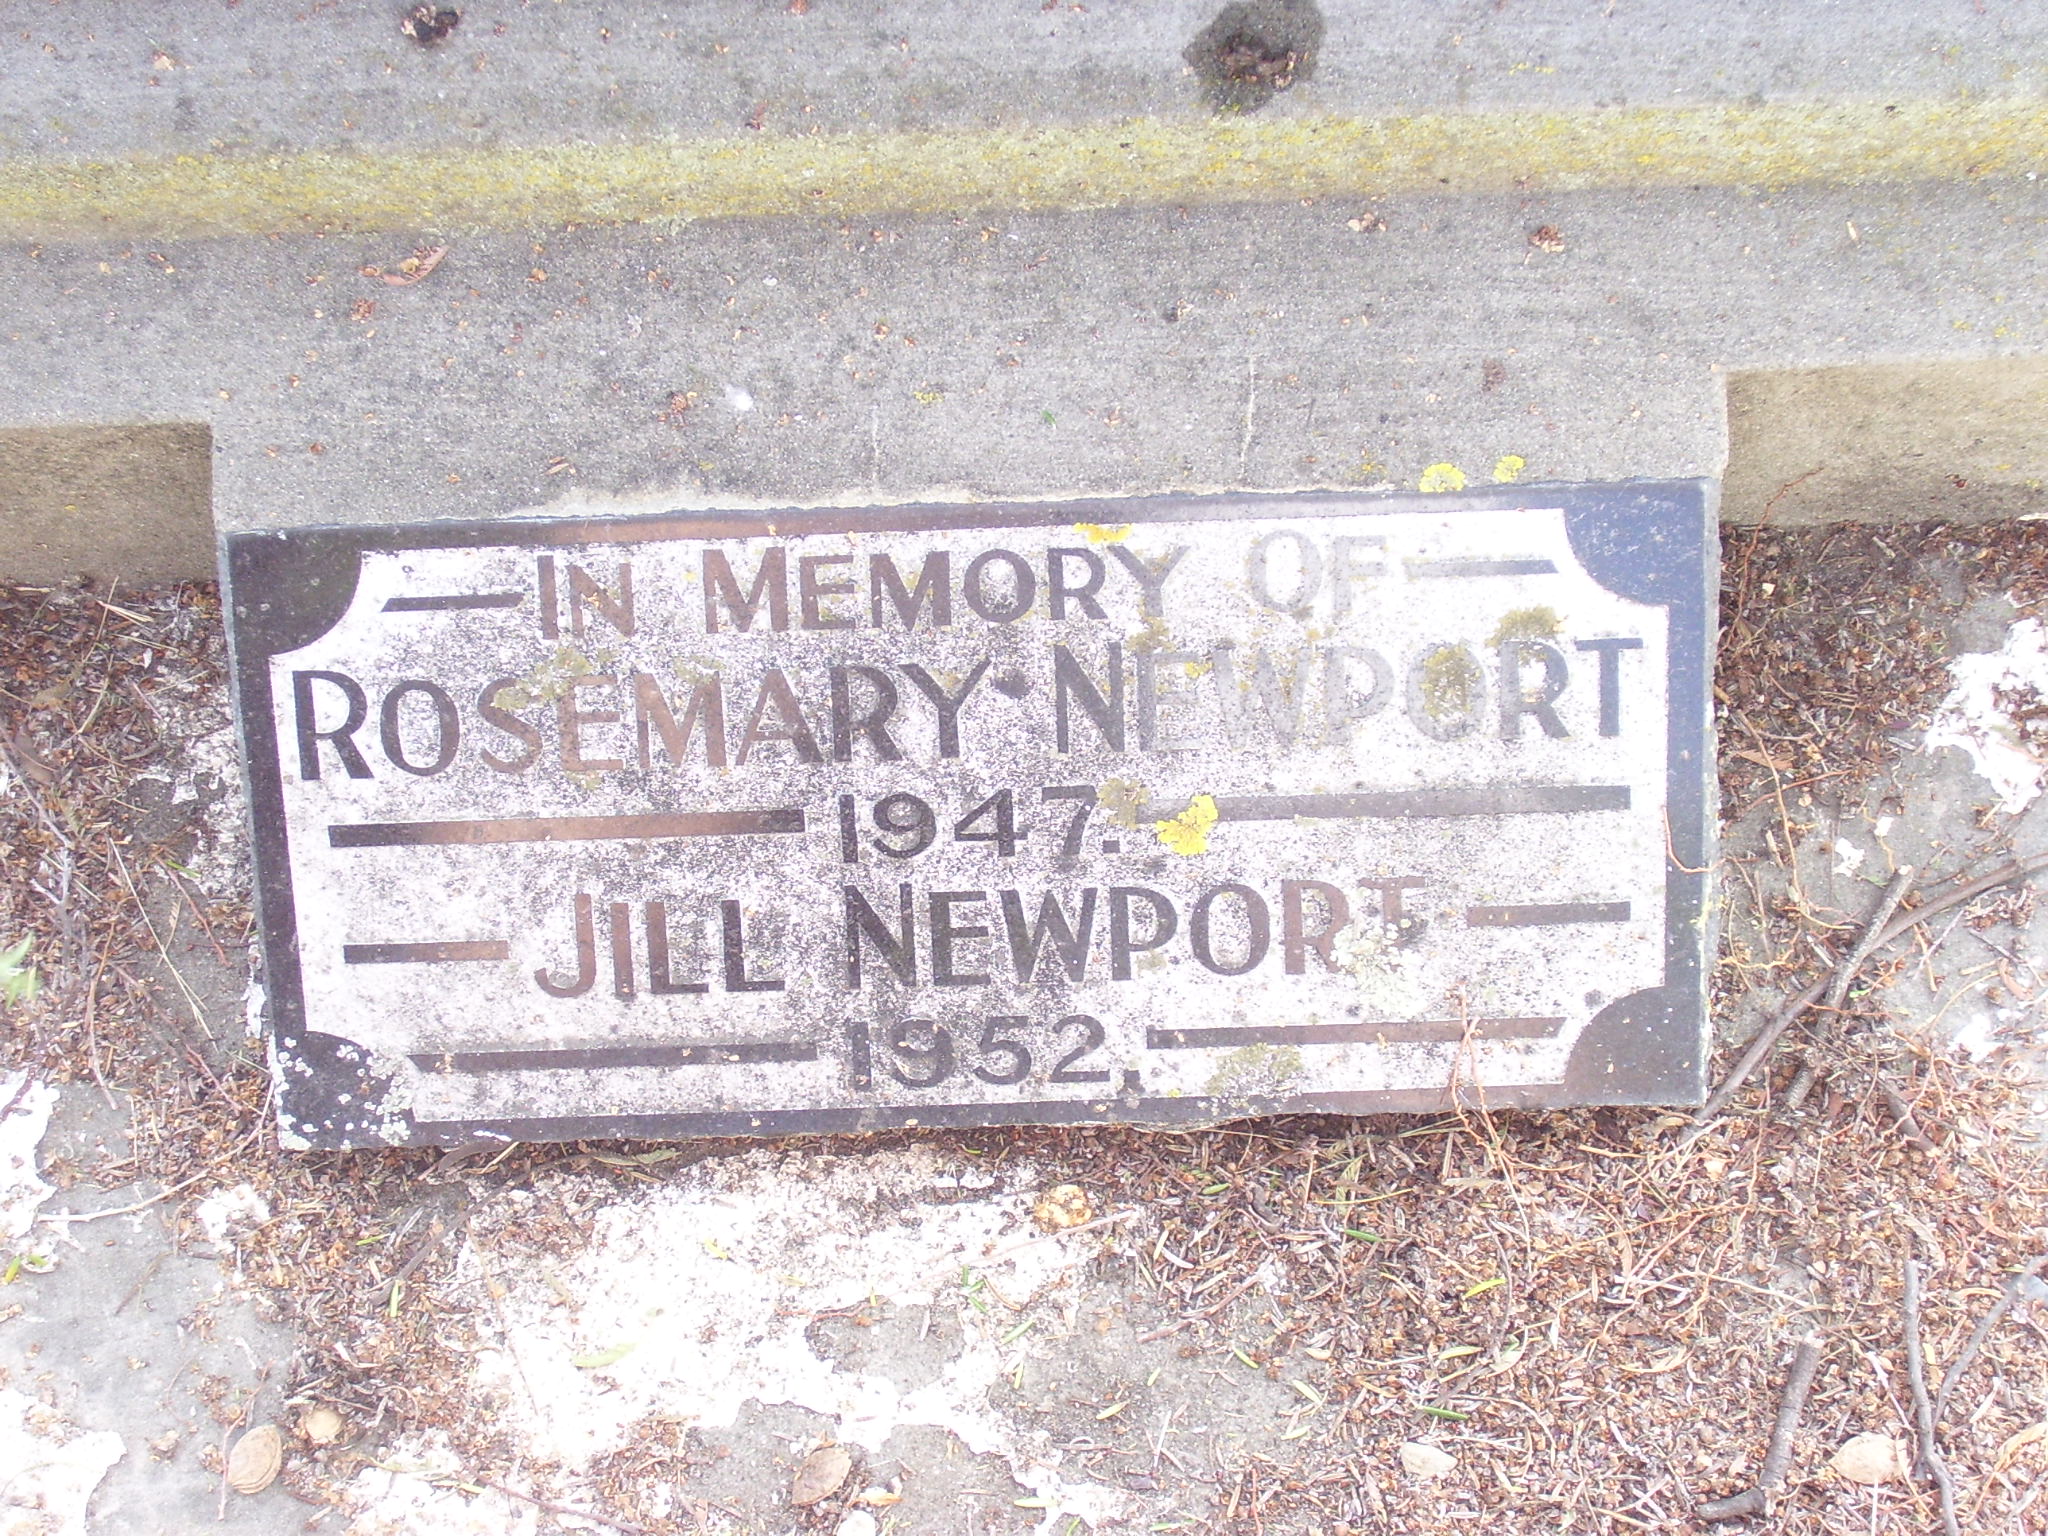 IN MEMORY OF
ROSEMARY · NEWPORT
1947.
JILL NEWPORT
1952.